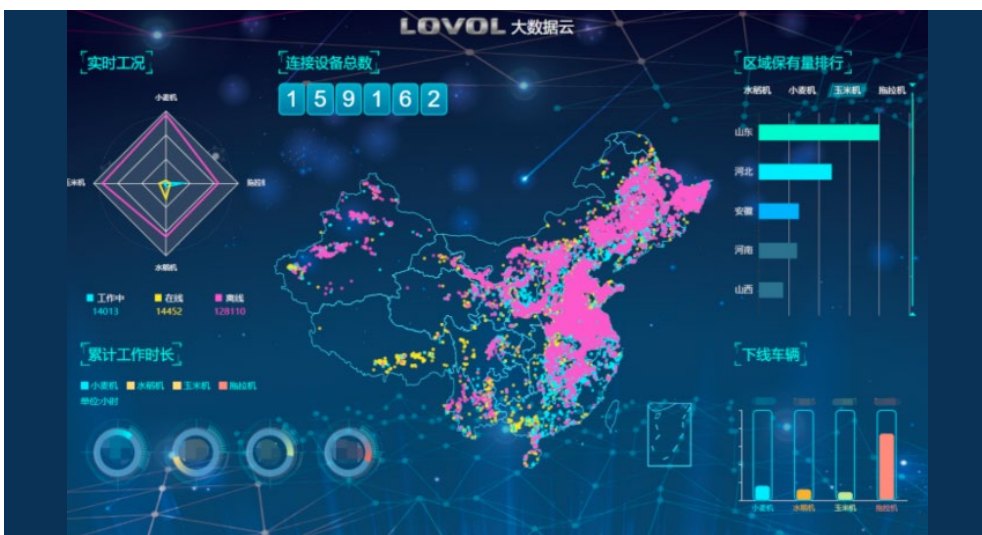 LOVOL 大数据云
实时工况
小麦机
玉米机
拖拉机
水稻机
工作中 在线 离线
14013 14452 128110
连接设备总数
159162
区域保有量排行
水稻机 小麦机 玉米机 拖拉机
山东
河北
安徽
河南
山西
累计工作时长
小麦机 水稻机 玉米机 拖拉机
单位:小时
下线车辆
小麦机 水稻机 玉米机 拖拉机